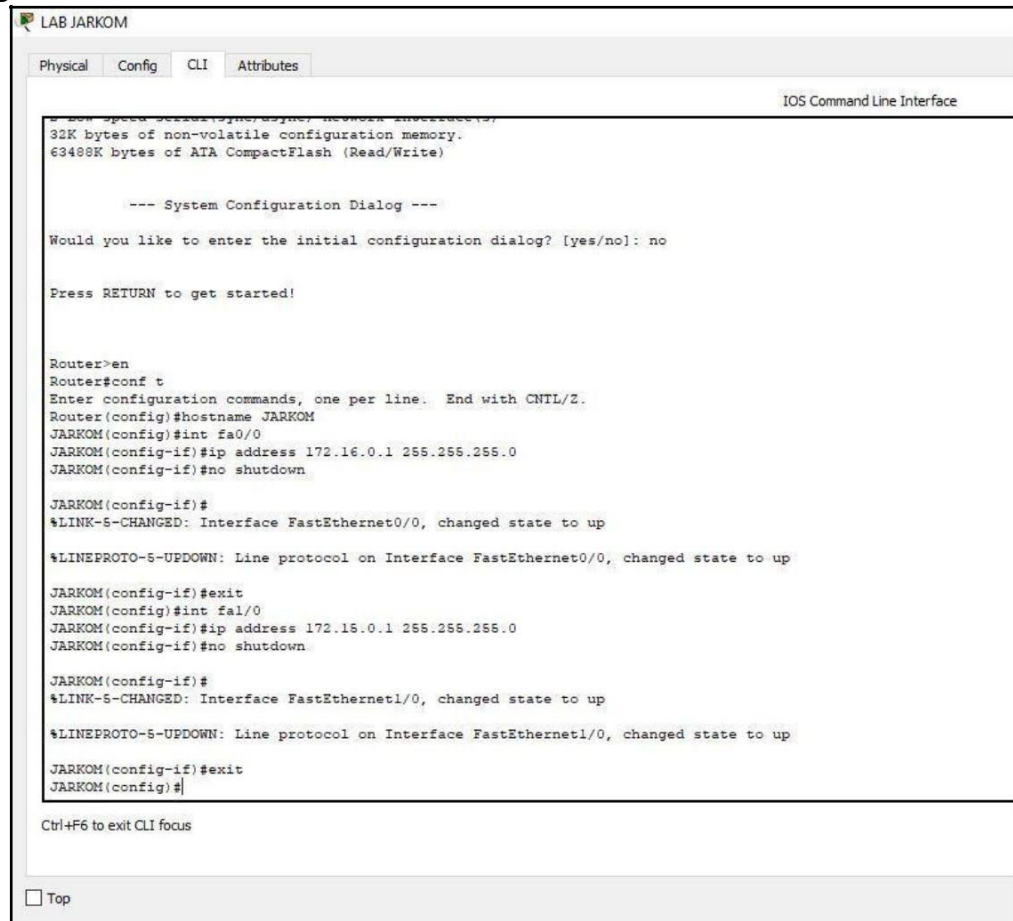 LAB JARKOM
Physical Config CLI Attributes
IOS Command Line Interface
2 Low-speed serial(sync/async) network interface(s)
32K bytes of non-volatile configuration memory.
63488K bytes of ATA CompactFlash (Read/Write)
--- System Configuration Dialog ---
Would you like to enter the initial configuration dialog? [yes/no]: no
Press RETURN to get started!
Router>en
Router#conf t
Enter configuration commands, one per line.  End with CNTL/Z.
Router(config)#hostname JARKOM
JARKOM(config)#int fa0/0
JARKOM(config-if)#ip address 172.16.0.1 255.255.255.0
JARKOM(config-if)#no shutdown
JARKOM(config-if)#
%LINK-5-CHANGED: Interface FastEthernet0/0, changed state to up
%LINEPROTO-5-UPDOWN: Line protocol on Interface FastEthernet0/0, changed state to up
JARKOM(config-if)#exit
JARKOM(config)#int fa1/0
JARKOM(config-if)#ip address 172.15.0.1 255.255.255.0
JARKOM(config-if)#no shutdown
JARKOM(config-if)#
%LINK-5-CHANGED: Interface FastEthernet1/0, changed state to up
%LINEPROTO-5-UPDOWN: Line protocol on Interface FastEthernet1/0, changed state to up
JARKOM(config-if)#exit
JARKOM(config)#
Ctrl+F6 to exit CLI focus
Top